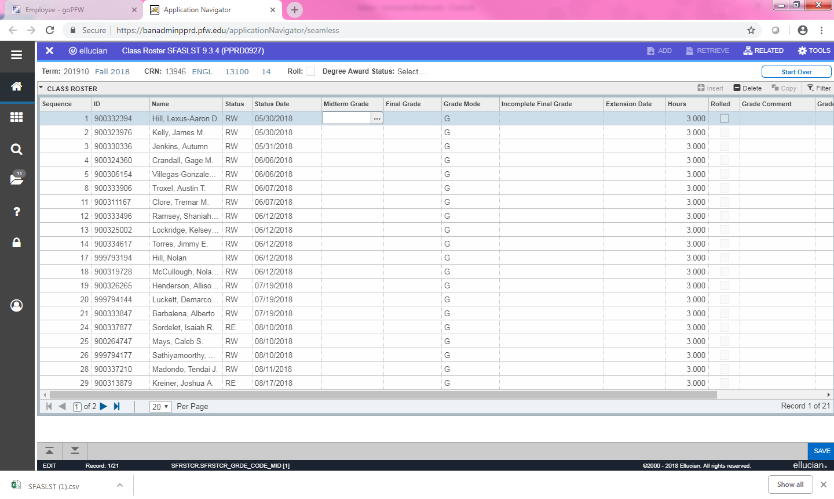 Employee - goPFW
Application Navigator
Secure
https://banadminpprd.pfw.edu/applicationNavigator/seamless
ellucian Class Roster SFASLST 9.3.4 (PPRD0927) ADD RETRIEVE RELATED TOOLS
Term: 201910 Fall 2018 CRN: 13946 ENGL 13100 14 Roll: Degree Award Status: Select ... Start Over
CLASS ROSTER Insert Delete Copy Filter
Sequence ID Name Status Status Date Midterm Grade Final Grade Grade Mode Incomplete Final Grade Extension Date Hours Rolled Grade Comment Grade
1 900332394 Hill, Lexus-Aaron D RW 05/30/2018 ... G 3.000
2 900323976 Kelly, James M. RW 05/30/2018 G 3.000
3 900330336 Jenkins, Autumn RW 05/31/2018 G 3.000
4 900324360 Crandall, Gage M. RW 06/06/2018 G 3.000
5 900306154 Villegas-Gonzale... RW 06/06/2018 G 3.000
8 900333906 Troxel, Austin T. RW 06/07/2018 G 3.000
11 900311167 Clore, Tremar M. RW 06/07/2018 G 3.000
12 900333496 Ramsey, Shaniah... RW 06/12/2018 G 3.000
13 900325002 Lockridge, Kelsey... RW 06/12/2018 G 3.000
14 900334617 Torres, Jimmy E. RW 06/12/2018 G 3.000
17 999793194 Hill, Nolan RW 06/12/2018 G 3.000
18 900319728 McCullough, Nola... RW 06/12/2018 G 3.000
19 900326265 Henderson, Alliso... RW 07/19/2018 G 3.000
20 999794144 Luckett, Demarco... RW 07/19/2018 G 3.000
21 900333847 Barbalena, Alberto RW 07/19/2018 G 3.000
24 900337877 Sordelet, Isaiah R. RE 08/10/2018 G 3.000
25 900264747 Mays, Caleb S. RW 08/10/2018 G 3.000
26 999794177 Sathiyamoorthy, ... RW 08/10/2018 G 3.000
28 900337210 Madondo, Tendai J. RW 08/11/2018 G 3.000
29 900313879 Kreiner, Joshua A. RE 08/17/2018 G 3.000
1 of 2 20 Per Page Record 1 of 21
SAVE
EDIT Record: 1/21 SFRSTCR.SFRSTCR_GRDE_CODE_MID [1] ©2000 - 2018 Ellucian. All rights reserved. ellucian.
SFASLST (1).csv Show all